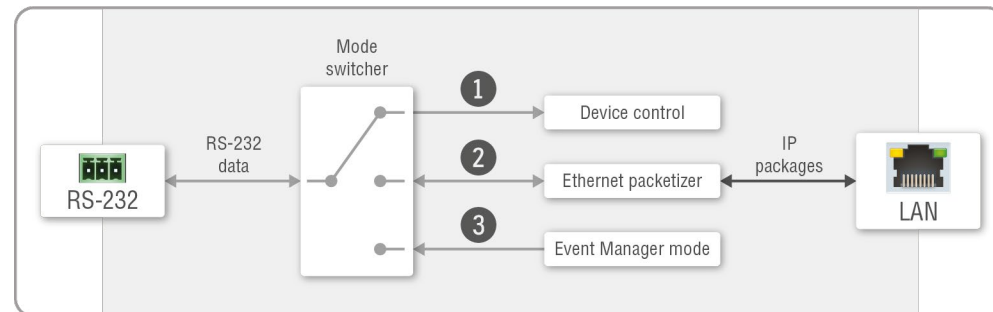 Mode
switcher
1
Device control
RS-232
data
2
IP
packages
Ethernet packetizer
RS-232
LAN
3
Event Manager mode